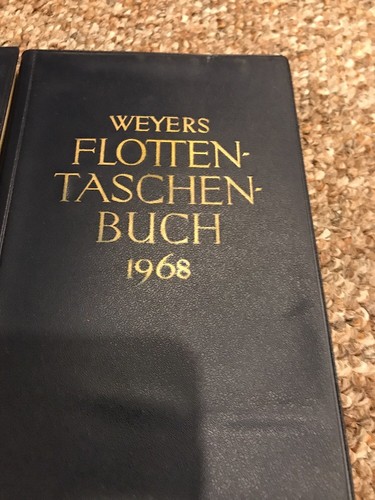 WEYERS
FLOTTEN-
TASCHEN-
BUCH
1968